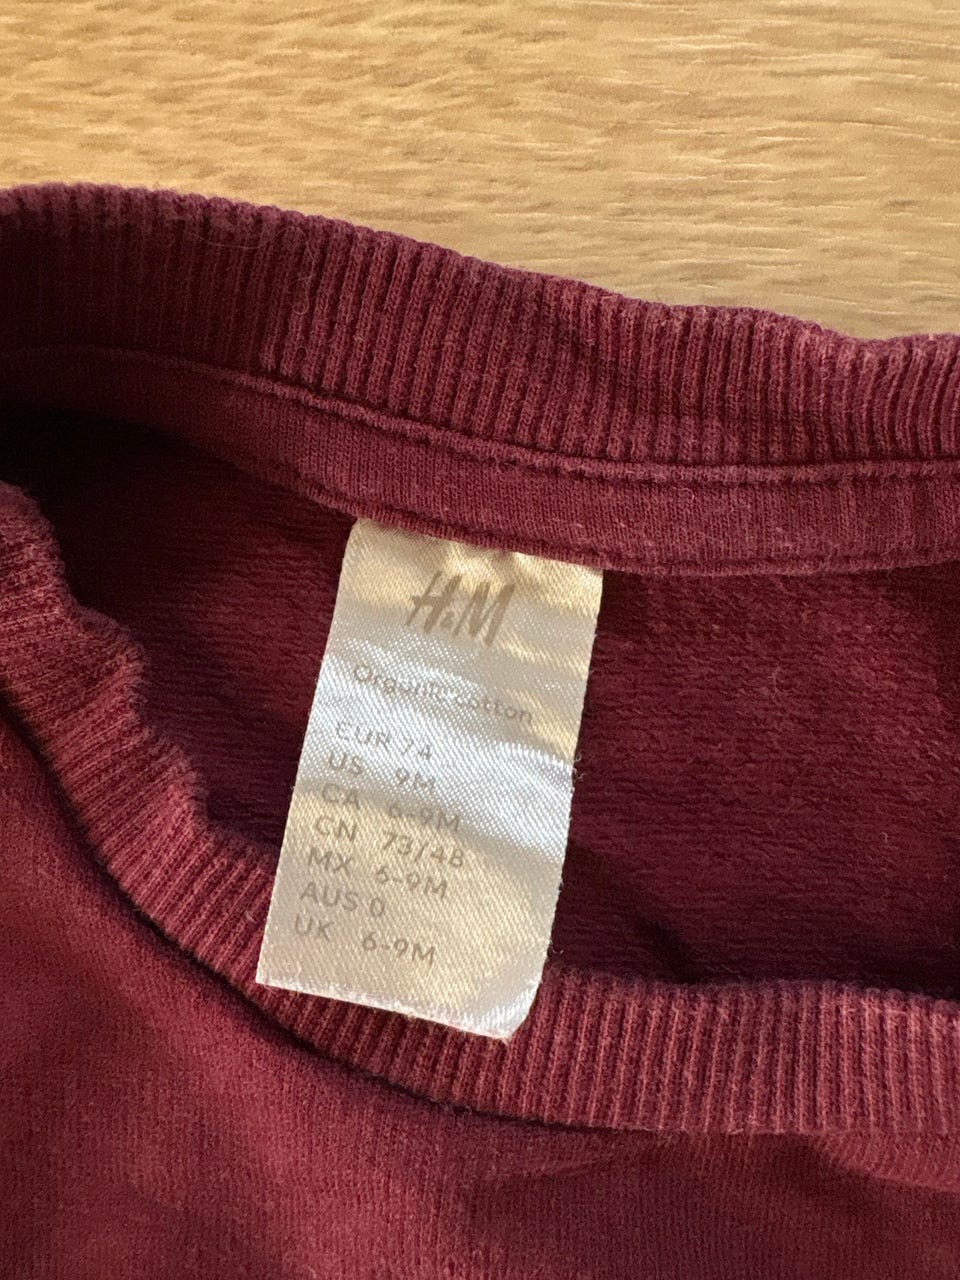 H&M
Organic cotton
EUR 74
US 9M
CA 6-9M
CN 73/48
MX 6-9M
AUS 0
UK 6-9M